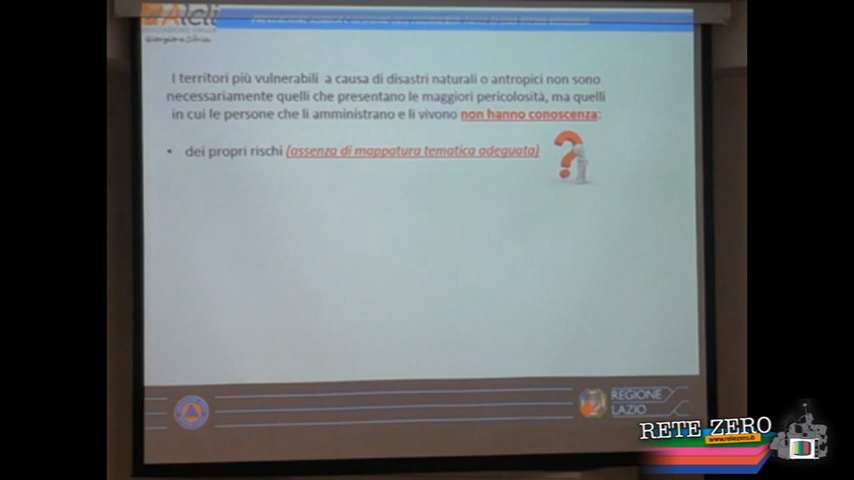 I territori più vulnerabili a causa di disastri naturali o antropici non sono
necessariamente quelli che presentano le maggiori pericolosità, ma quelli
in cui le persone che li amministrano e li vivono non hanno conoscenza:
• dei propri rischi (assenza di mappatura tematica adeguata)
REGIONE
LAZIO
RETE ZERO
www.retezero.it